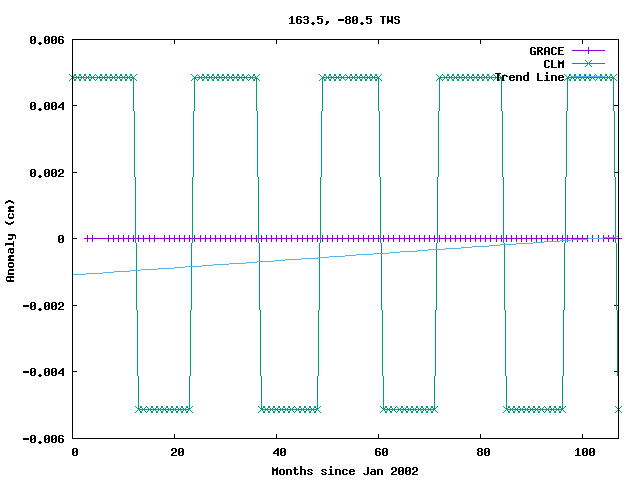 163.5, -80.5 TWS
GRACE
CLM
Trend Line
0.006
0.004
0.002
0
-0.002
-0.004
-0.006
Anomaly (cm)
0 20 40 60 80 100
Months since Jan 2002